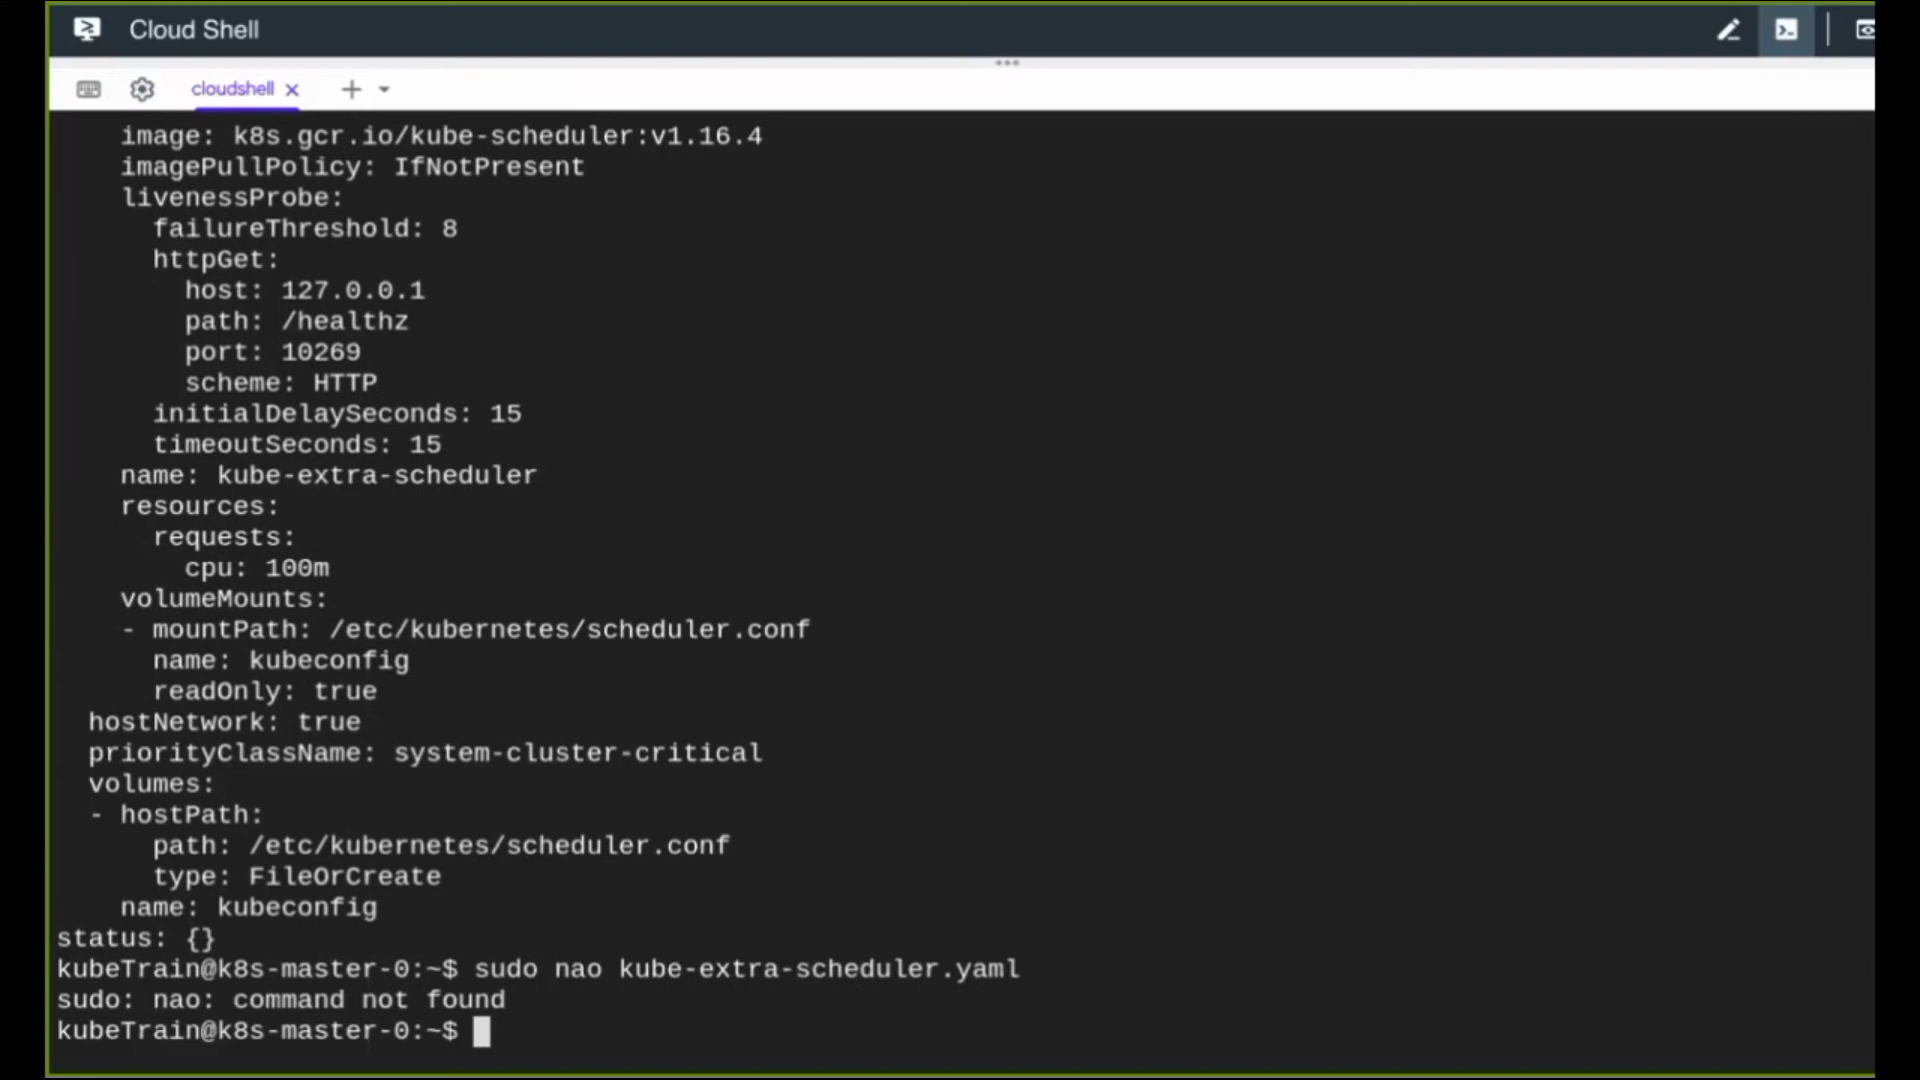 Cloud Shell
cloudshell
image: k8s.gcr.io/kube-scheduler:v1.16.4
imagePullPolicy: IfNotPresent
livenessProbe:
failureThreshold: 8
httpGet:
host: 127.0.0.1
path: /healthz
port: 10269
scheme: HTTP
initialDelaySeconds: 15
timeoutSeconds: 15
name: kube-extra-scheduler
resources:
requests:
cpu: 100m
volumeMounts:
- mountPath: /etc/kubernetes/scheduler.conf
name: kubeconfig
readOnly: true
hostNetwork: true
priorityClassName: system-cluster-critical
volumes:
- hostPath:
path: /etc/kubernetes/scheduler.conf
type: FileOrCreate
name: kubeconfig
status: {}
kubeTrain@k8s-master-0:~$ sudo nao kube-extra-scheduler.yaml
sudo: nao: command not found
kubeTrain@k8s-master-0:~$